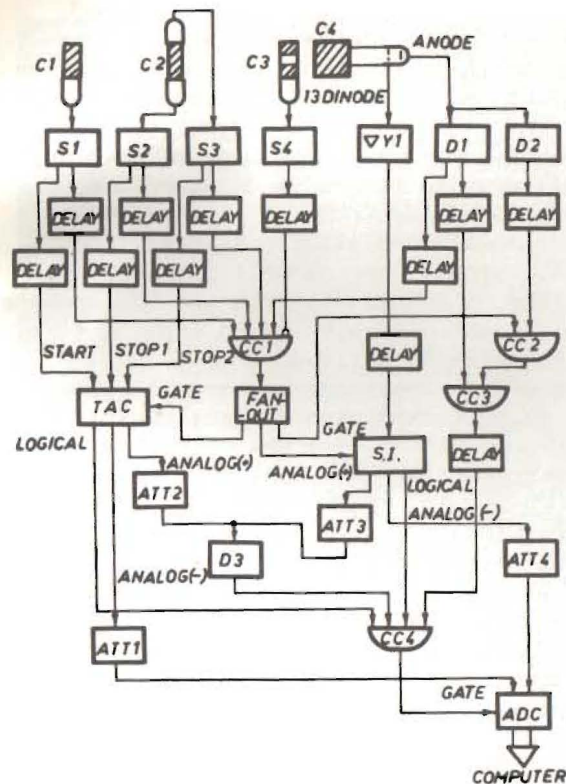 C4
ANODE
C1 C2 C3
13DINODE
S1 S2 S3 S4 ▽Y1 D1 D2
DELAY DELAY DELAY DELAY DELAY DELAY
DELAY DELAY DELAY DELAY
START STOP1 STOP2 CC1 DELAY CC2
TAC GATE FAN-OUT GATE CC3
LOGICAL ANALOG(+) ANALOG(+) S.I. DELAY
ATT2 LOGICAL
ATT3 ANALOG(-)
D3 ATT4
ANALOG(-)
ATT1 CC4
GATE
ADC
COMPUTER